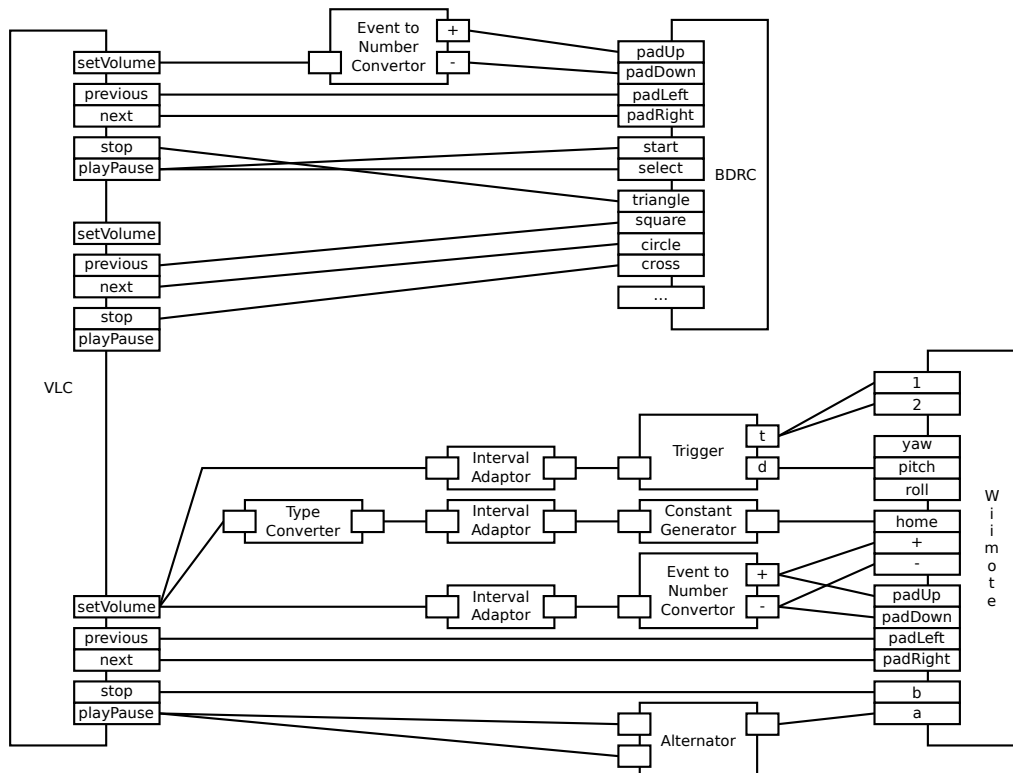 Event to
Number
Convertor
+
-
setVolume
previous
next
stop
playPause
setVolume
previous
next
stop
playPause
padUp
padDown
padLeft
padRight
start
select
triangle
square
circle
cross
...
BDRC
VLC
Interval
Adaptor
Trigger
t
d
Type
Converter
Interval
Adaptor
Constant
Generator
Interval
Adaptor
Event to
Number
Convertor
+
-
setVolume
previous
next
stop
playPause
Alternator
1
2
yaw
pitch
roll
home
+
-
padUp
padDown
padLeft
padRight
b
a
W
i
i
m
o
t
e